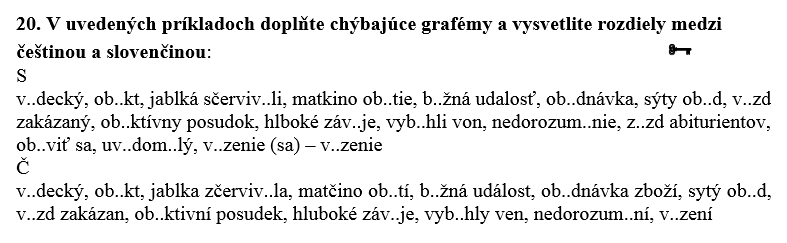 20. V uvedených príkladoch doplňte chýbajúce grafémy a vysvetlite rozdiely medzi
češtinou a slovenčinou:
S
v..decký, ob..kt, jablká sčerviv..li, matkino ob..tie, b..žná udalosť, ob..dnávka, sýty ob..d, v..zd
zakázaný, ob..ktívny posudok, hlboké záv..je, vyb..hli von, nedorozum..nie, z..zd abiturientov,
ob..viť sa, uv..dom..lý, v..zenie (sa) – v..zenie
Č
v..decký, ob..kt, jablka zčerviv..la, matčino ob..tí, b..žná událost, ob..dnávka zboží, sytý ob..d,
v..zd zakázan, ob..ktivní posudek, hluboké záv..je, vyb..hly ven, nedorozum..ní, v..zení